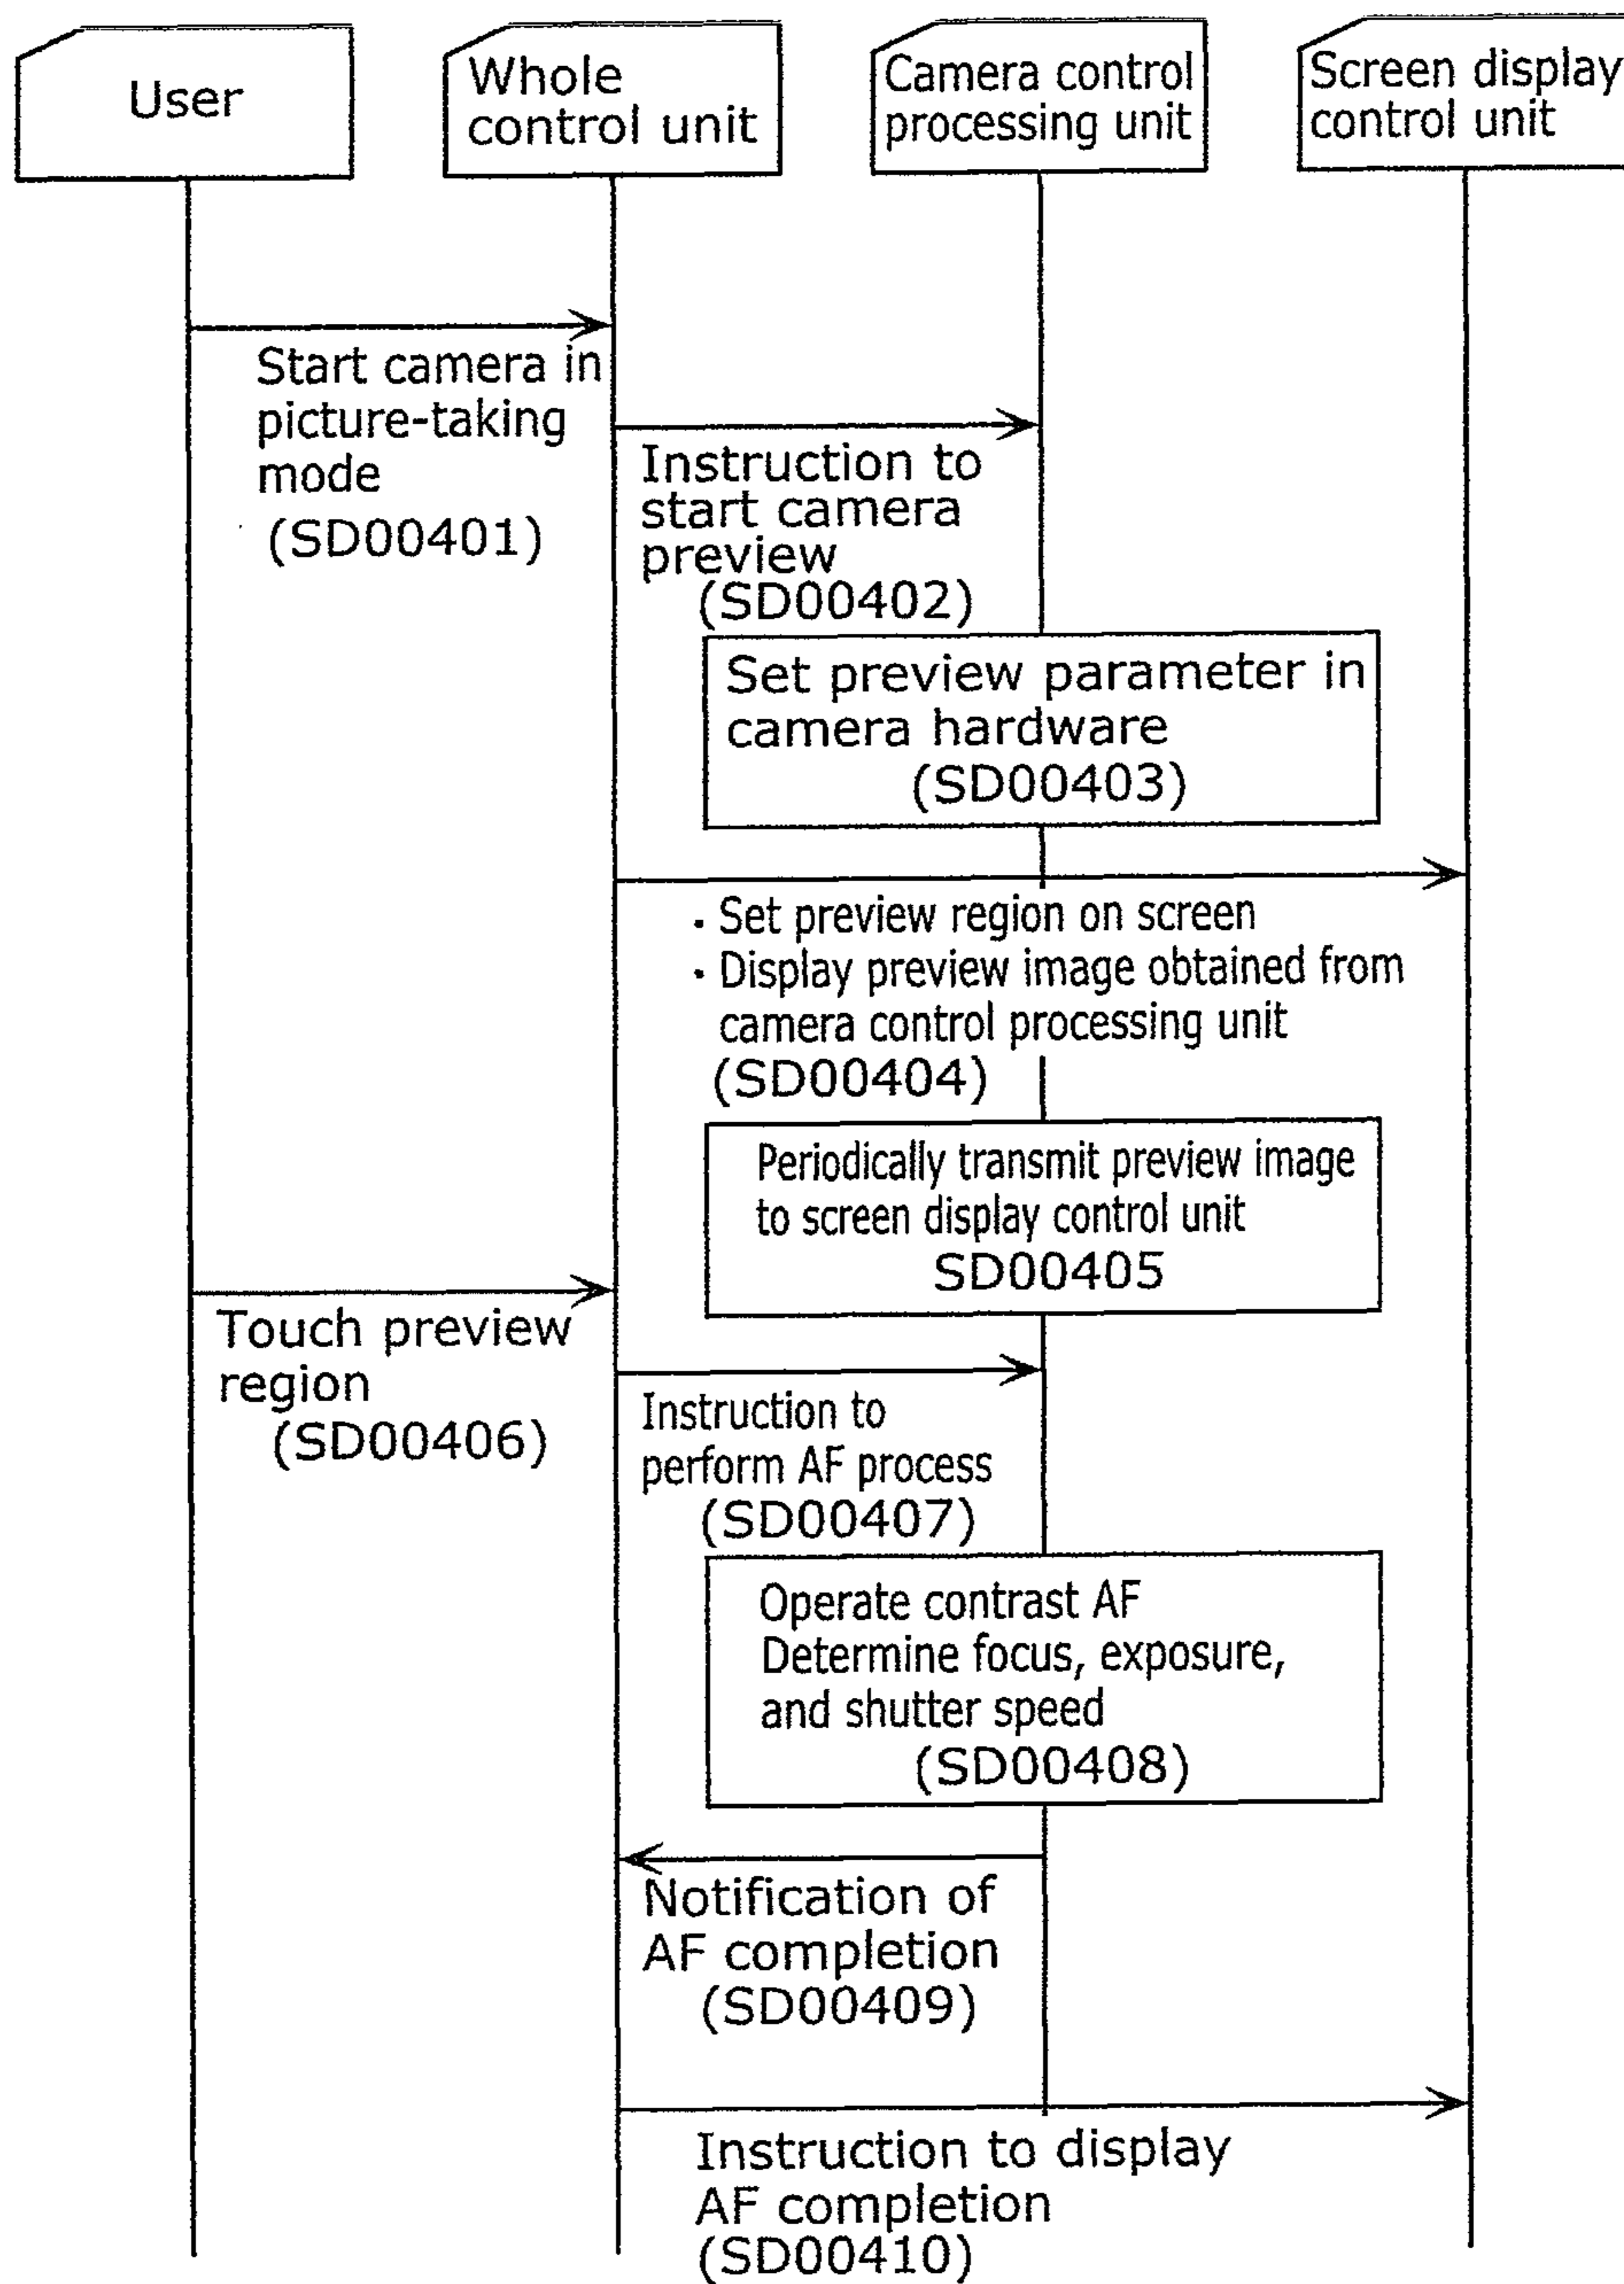 User
Whole
control unit
Camera control
processing unit
Screen display
control unit
Start camera in
picture-taking
mode
(SD00401)
Instruction to
start camera
preview
(SD00402)
Set preview parameter in
camera hardware
(SD00403)
· Set preview region on screen
· Display preview image obtained from
camera control processing unit
(SD00404)
Periodically transmit preview image
to screen display control unit
SD00405
Touch preview
region
(SD00406)
Instruction to
perform AF process
(SD00407)
Operate contrast AF
Determine focus, exposure,
and shutter speed
(SD00408)
Notification of
AF completion
(SD00409)
Instruction to display
AF completion
(SD00410)